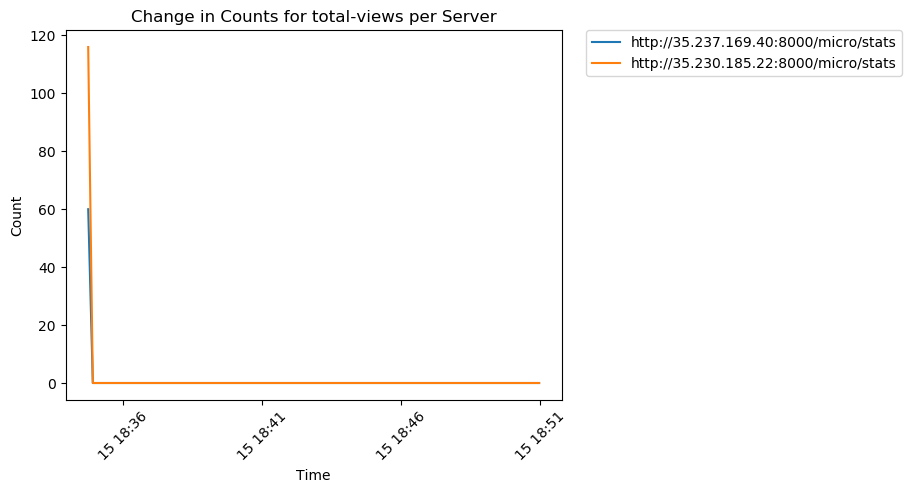 Change in Counts for total-views per Server
http://35.237.169.40:8000/micro/stats
http://35.230.185.22:8000/micro/stats
Count
120
100
80
60
40
20
0
15 18:36
15 18:41
15 18:46
15 18:51
Time